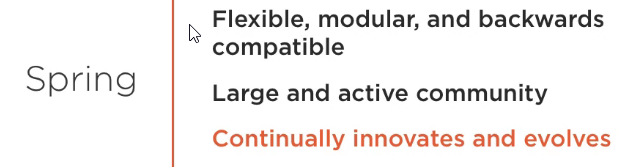 Spring
Flexible, modular, and backwards
compatible
Large and active community
Continually innovates and evolves